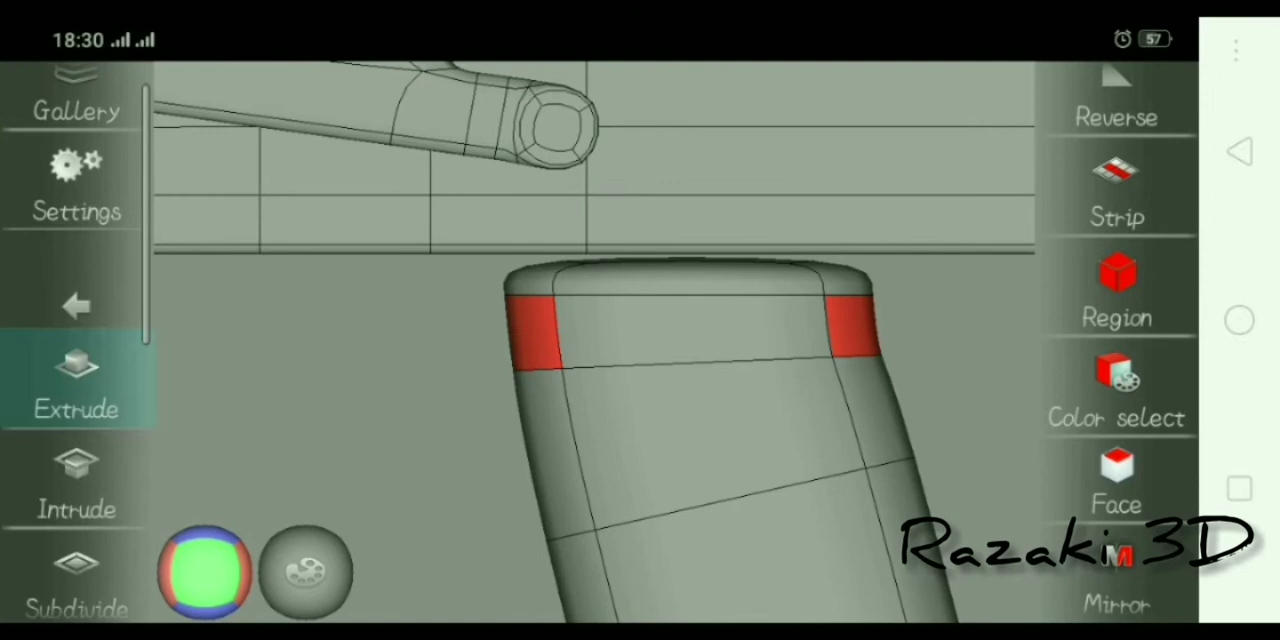 18:30
57
Gallery
Settings
Extrude
Intrude
Subdivide
Reverse
Strip
Region
Color select
Face
Mirror
Razaki 3D